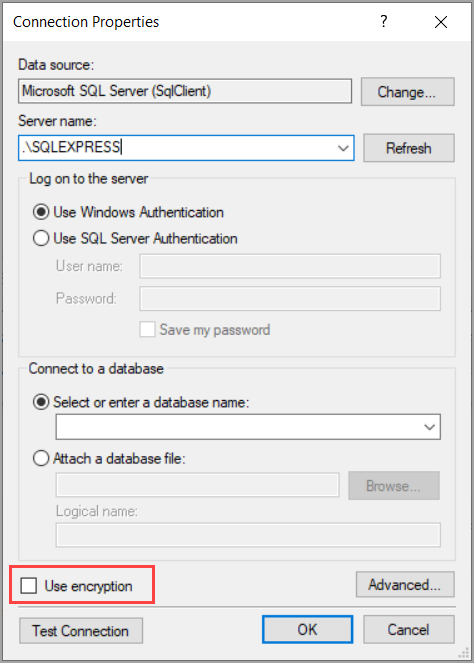 Connection Properties ?
Data source:
Microsoft SQL Server (SqlClient)
Change...
Server name:
.\SQLEXPRESS
Refresh
Log on to the server
Use Windows Authentication
Use SQL Server Authentication
User name:
Password:
Save my password
Connect to a database
Select or enter a database name:
Attach a database file:
Browse...
Logical name:
Use encryption
Advanced...
Test Connection
OK
Cancel